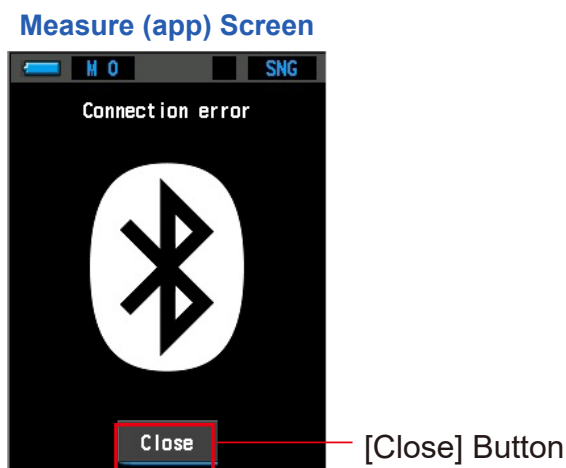 Measure (app) Screen
M 0 SNG
Connection error
Close
[Close] Button